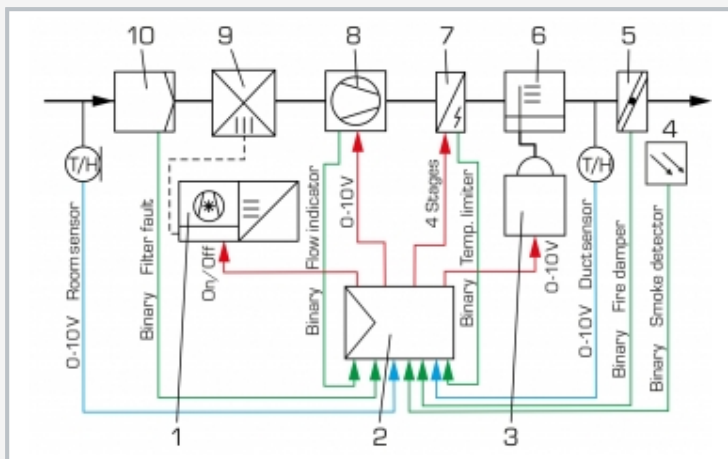 10
9
8
7
6
5
4
T/H
T/H
0-10V Room sensor
Binary Filter fault
On/Off
Binary Flow indicator
0-10V
4 Stages
Binary Temp. limiter
0-10V
0-10V Duct sensor
Binary Fire damper
Binary Smoke detector
1
2
3